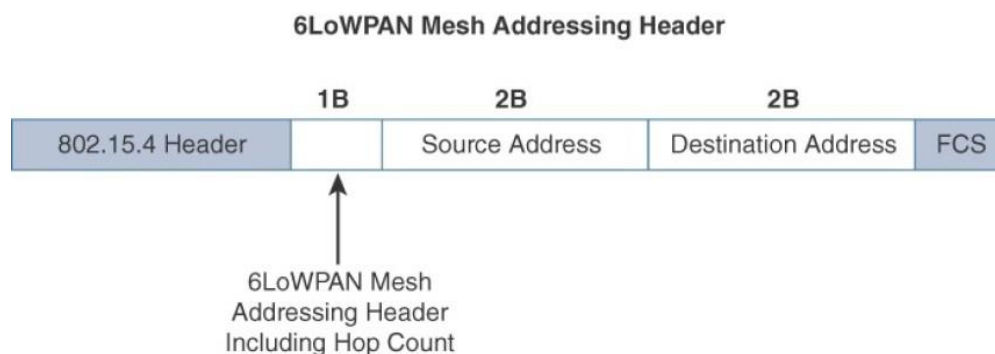 6LoWPAN Mesh Addressing Header
1B 2B 2B
802.15.4 Header Source Address Destination Address FCS
6LoWPAN Mesh
Addressing Header
Including Hop Count